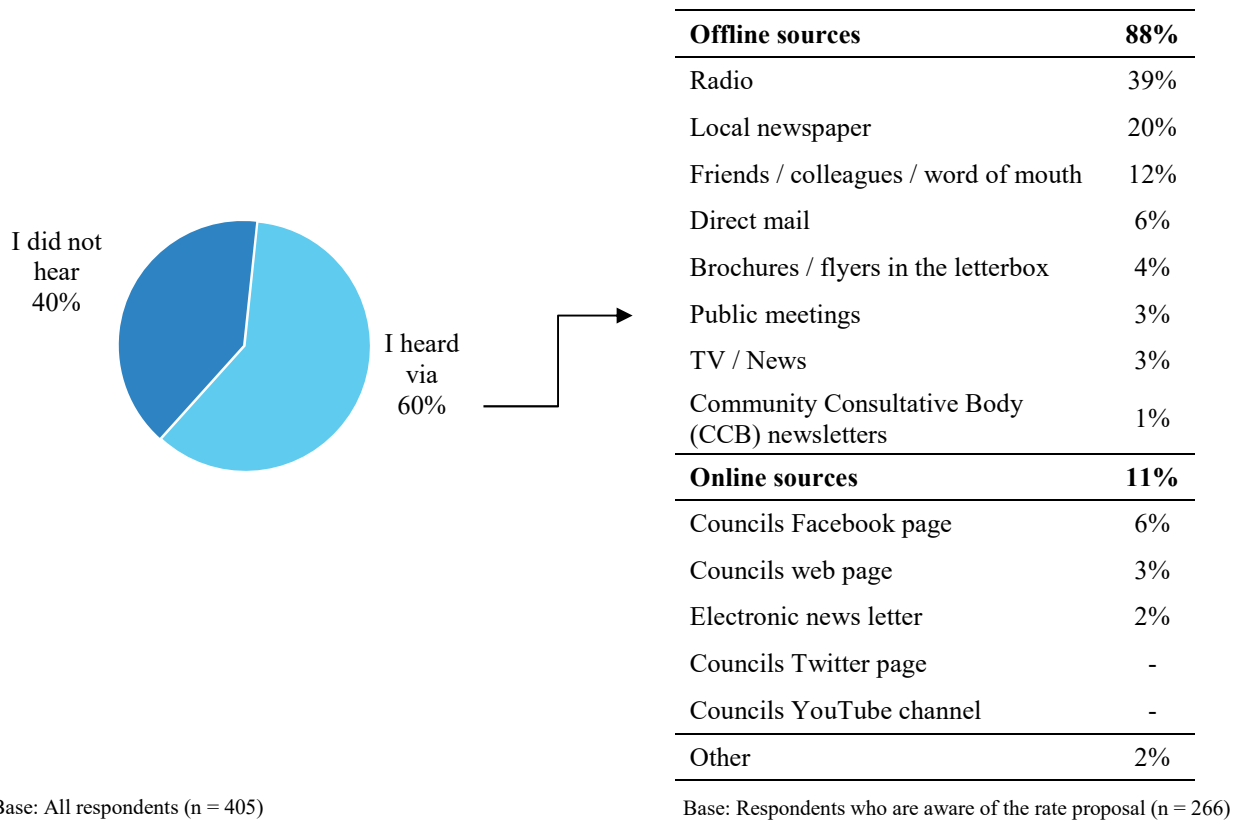 I did not
hear
40%
I heard
via
60%
Offline sources 88%
Radio 39%
Local newspaper 20%
Friends / colleagues / word of mouth 12%
Direct mail 6%
Brochures / flyers in the letterbox 4%
Public meetings 3%
TV / News 3%
Community Consultative Body
(CCB) newsletters 1%
Online sources 11%
Councils Facebook page 6%
Councils web page 3%
Electronic news letter 2%
Councils Twitter page -
Councils YouTube channel -
Other 2%
Base: All respondents (n = 405)
Base: Respondents who are aware of the rate proposal (n = 266)